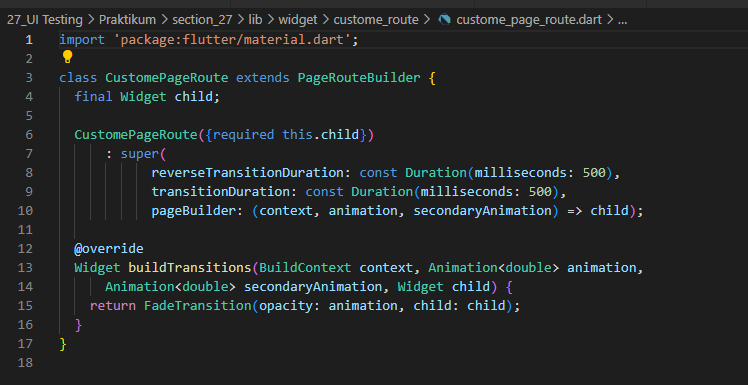 27_UI Testing > Praktikum > section_27 > lib > widget > custome_route > custome_page_route.dart > ...
1 import 'package:flutter/material.dart';
2
3 class CustomePageRoute extends PageRouteBuilder {
4   final Widget child;
5
6   CustomePageRoute({required this.child})
7       : super(
8             reverseTransitionDuration: const Duration(milliseconds: 500),
9             transitionDuration: const Duration(milliseconds: 500),
10             pageBuilder: (context, animation, secondaryAnimation) => child);
11
12   @override
13   Widget buildTransitions(BuildContext context, Animation<double> animation,
14       Animation<double> secondaryAnimation, Widget child) {
15     return FadeTransition(opacity: animation, child: child);
16   }
17 }
18